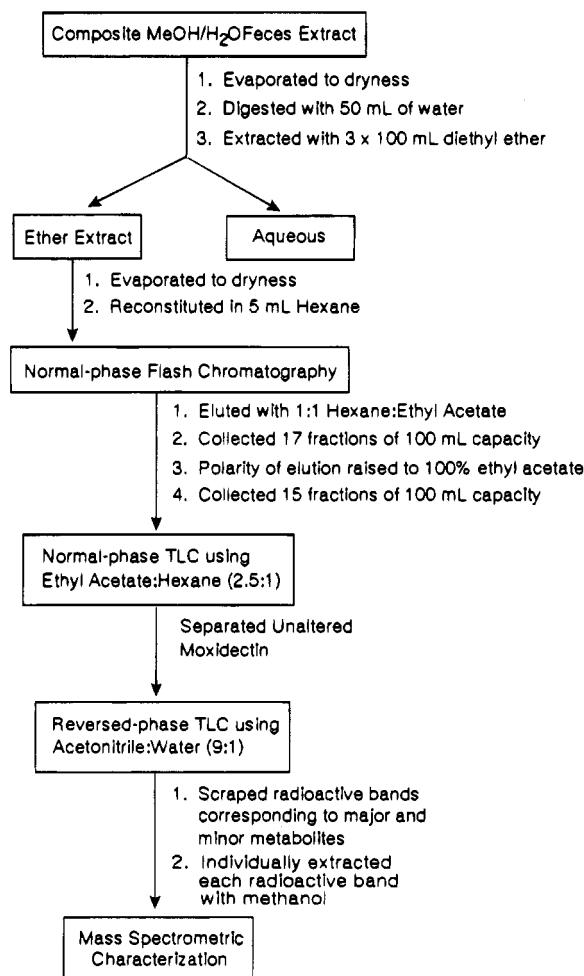 Composite MeOH/H2OFeces Extract
1. Evaporated to dryness
2. Digested with 50 mL of water
3. Extracted with 3 x 100 mL diethyl ether
Ether Extract
Aqueous
1. Evaporated to dryness
2. Reconstituted in 5 mL Hexane
Normal-phase Flash Chromatography
1. Eluted with 1:1 Hexane:Ethyl Acetate
2. Collected 17 fractions of 100 mL capacity
3. Polarity of elution raised to 100% ethyl acetate
4. Collected 15 fractions of 100 mL capacity
Normal-phase TLC using
Ethyl Acetate:Hexane (2.5:1)
Separated Unaltered
Moxidectin
Reversed-phase TLC using
Acetonitrile:Water (9:1)
1. Scraped radioactive bands
corresponding to major and
minor metabolites
2. Individually extracted
each radioactive band
with methanol
Mass Spectrometric
Characterization